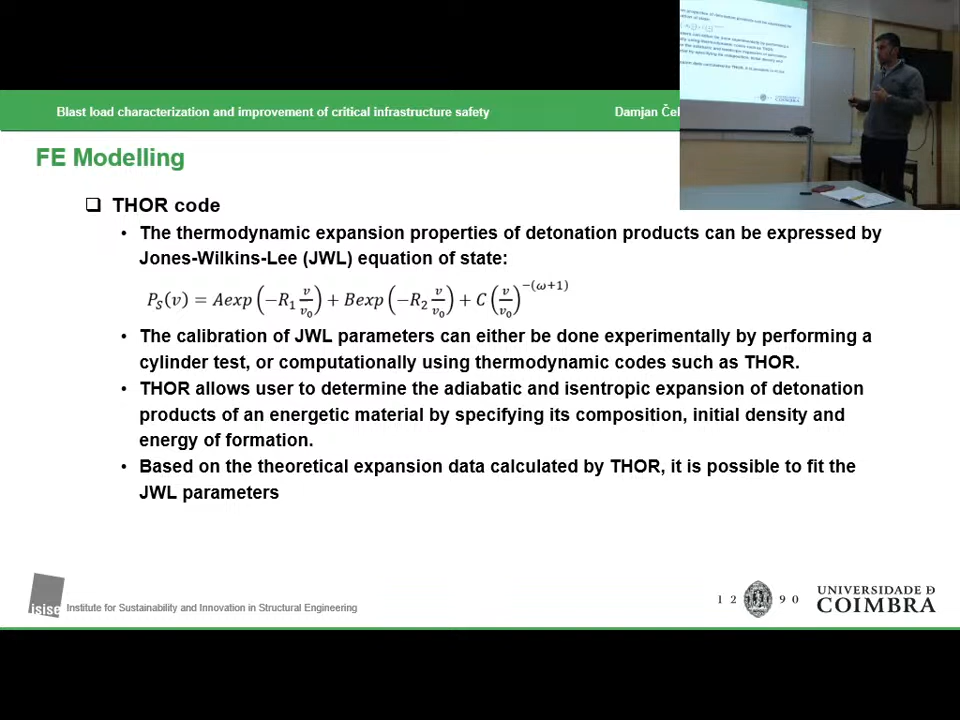 Blast load characterization and improvement of critical infrastructure safety
Damjan Čel
FE Modelling
❑ THOR code
• The thermodynamic expansion properties of detonation products can be expressed by
Jones-Wilkins-Lee (JWL) equation of state:
P_S(v) = Aexp(−R_1 v/v_0) + Bexp(−R_2 v/v_0) + C(v/v_0)^−(ω+1)
• The calibration of JWL parameters can either be done experimentally by performing a
cylinder test, or computationally using thermodynamic codes such as THOR.
• THOR allows user to determine the adiabatic and isentropic expansion of detonation
products of an energetic material by specifying its composition, initial density and
energy of formation.
• Based on the theoretical expansion data calculated by THOR, it is possible to fit the
JWL parameters
isise Institute for Sustainability and Innovation in Structural Engineering
12 90
UNIVERSIDADE D
COIMBRA